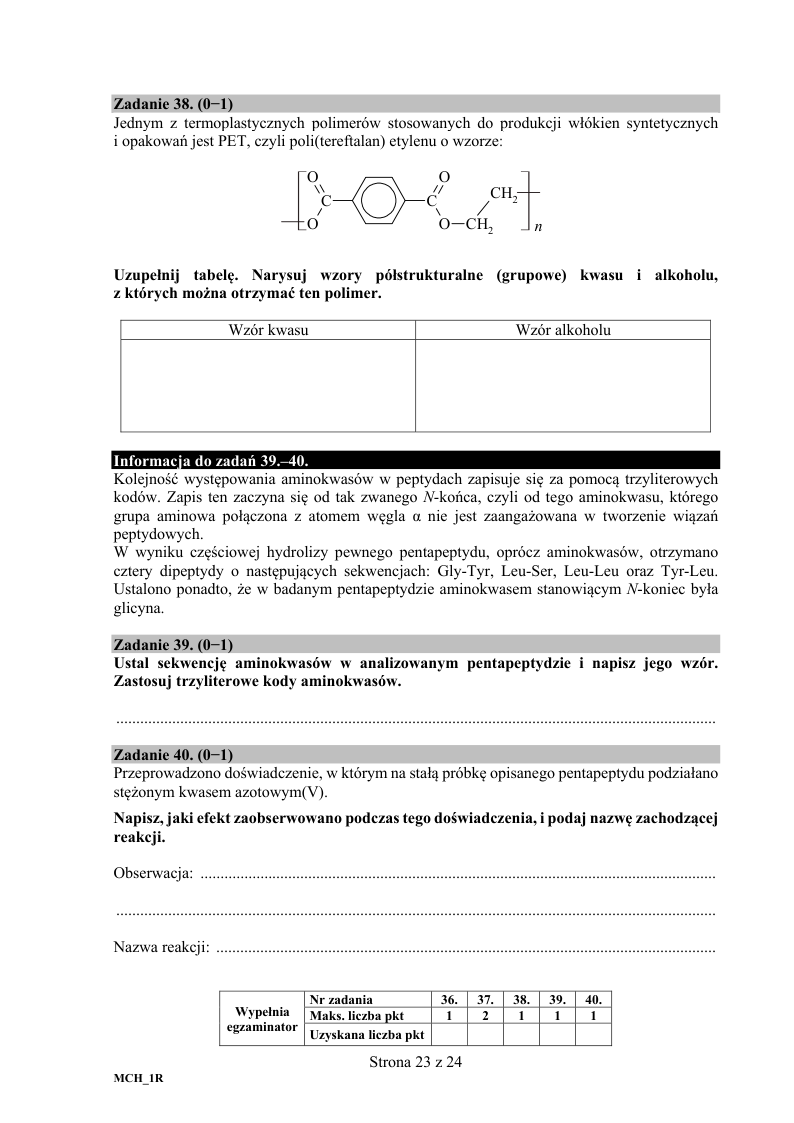 Zadanie 38. (0−1)
Jednym z termoplastycznych polimerów stosowanych do produkcji włókien syntetycznych
i opakowań jest PET, czyli poli(tereftalan) etylenu o wzorze:
O O
CH2
C C
O O CH2 n
Uzupełnij tabelę. Narysuj wzory półstrukturalne (grupowe) kwasu i alkoholu,
z których można otrzymać ten polimer.
Wzór kwasu Wzór alkoholu
Informacja do zadań 39.–40.
Kolejność występowania aminokwasów w peptydach zapisuje się za pomocą trzyliterowych
kodów. Zapis ten zaczyna się od tak zwanego N-końca, czyli od tego aminokwasu, którego
grupa aminowa połączona z atomem węgla α nie jest zaangażowana w tworzenie wiązań
peptydowych.
W wyniku częściowej hydrolizy pewnego pentapeptydu, oprócz aminokwasów, otrzymano
cztery dipeptydy o następujących sekwencjach: Gly-Tyr, Leu-Ser, Leu-Leu oraz Tyr-Leu.
Ustalono ponadto, że w badanym pentapeptydzie aminokwasem stanowiącym N-koniec była
glicyna.
Zadanie 39. (0−1)
Ustal sekwencję aminokwasów w analizowanym pentapeptydzie i napisz jego wzór.
Zastosuj trzyliterowe kody aminokwasów.
Zadanie 40. (0−1)
Przeprowadzono doświadczenie, w którym na stałą próbkę opisanego pentapeptydu podziałano
stężonym kwasem azotowym(V).
Napisz, jaki efekt zaobserwowano podczas tego doświadczenia, i podaj nazwę zachodzącej
reakcji.
Obserwacja:
Nazwa reakcji:
Wypełnia
egzaminator
Nr zadania 36. 37. 38. 39. 40.
Maks. liczba pkt 1 2 1 1 1
Uzyskana liczba pkt
Strona 23 z 24
MCH_1R